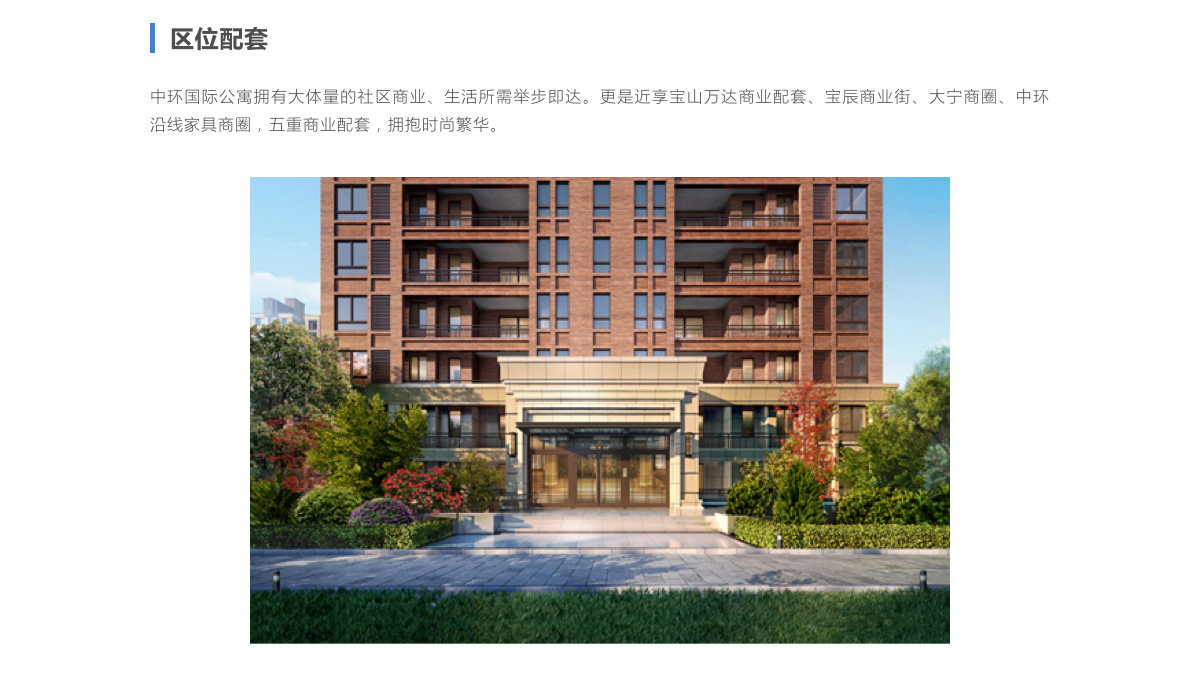 区位配套
中环国际公寓拥有大体量的社区商业、生活所需举步即达。更是近享宝山万达商业配套、宝辰商业街、大宁商圈、中环
沿线家具商圈，五重商业配套，拥抱时尚繁华。